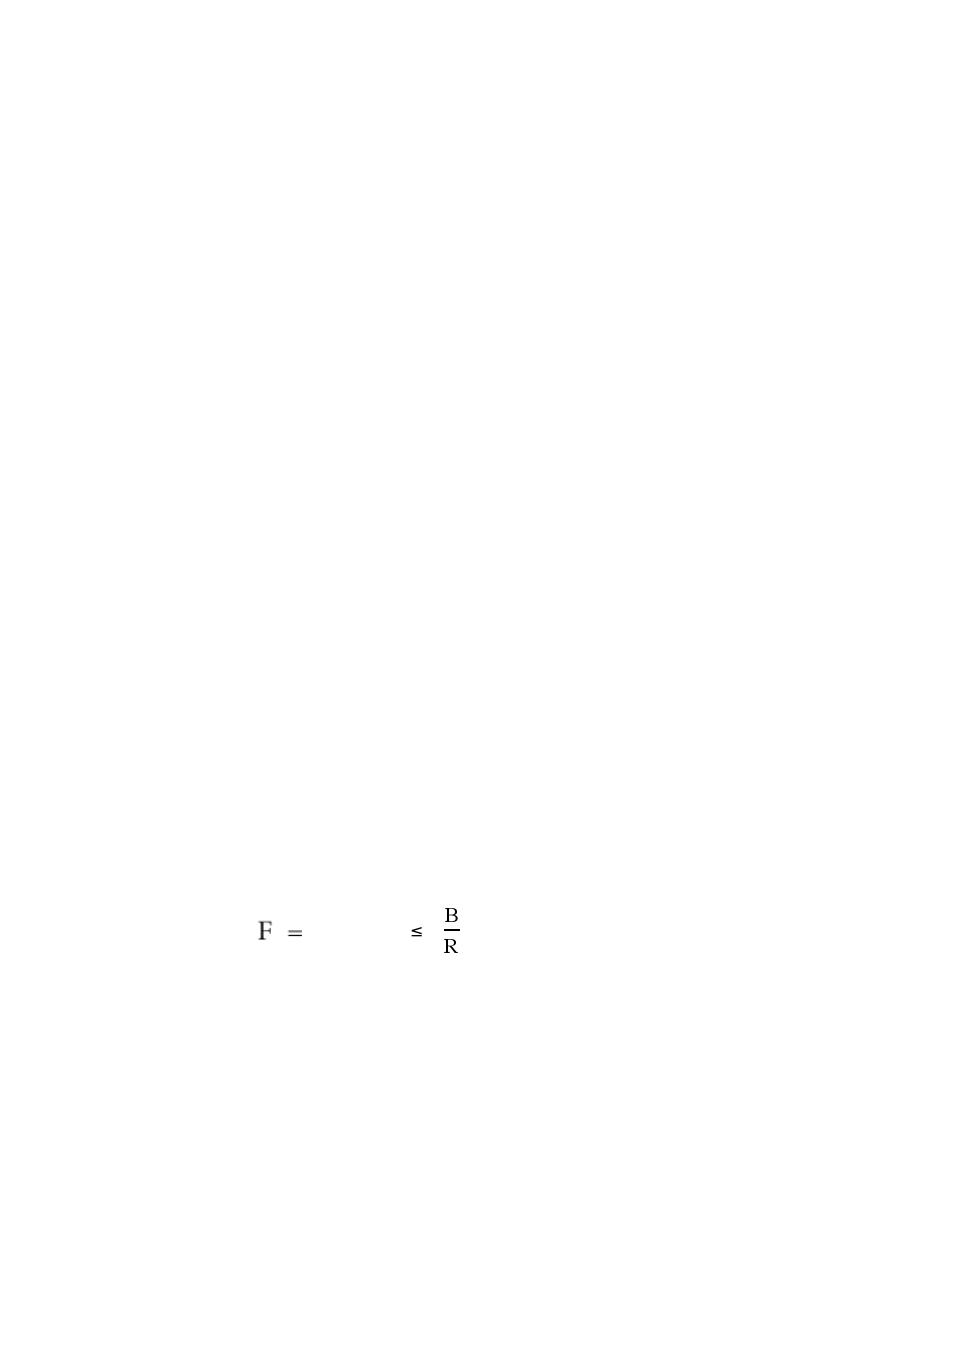 F = ≤ B/R